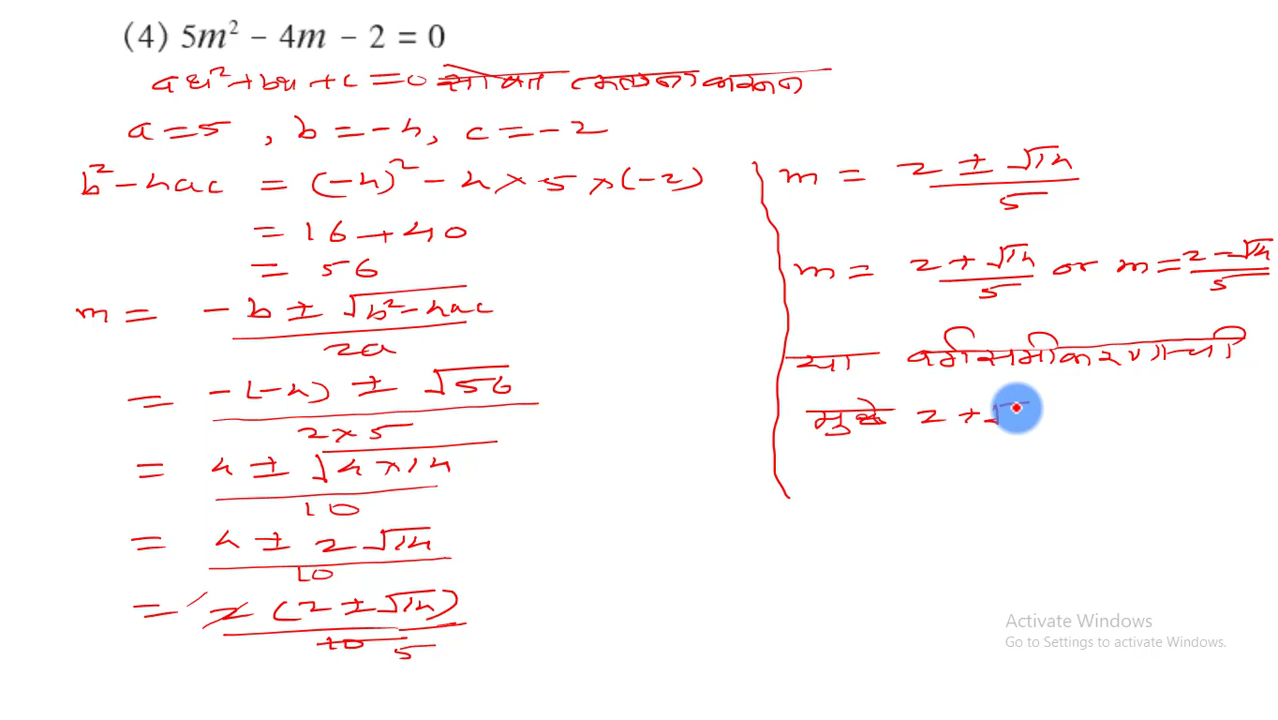 (4) 5m² − 4m − 2 = 0
ax² + bx + c = 0 शी तुलना करून
a = 5 , b = −4, c = −2
b² − 4ac = (−4)² − 4 × 5 × (−2)
= 16 + 40
= 56
m = −b ± √b² − 4ac / 2a
= −(−4) ± √56 / 2 × 5
= 4 ± √4 × 14 / 10
= 4 ± 2 √14 / 10
= 2 (2 ± √14) / 10 5
m = 2 ± √14 / 5
m = 2 + √14 / 5 or m = 2 − √14 / 5
या वर्गसमीकरणाची
मुळे 2 + √
Activate Windows
Go to Settings to activate Windows.